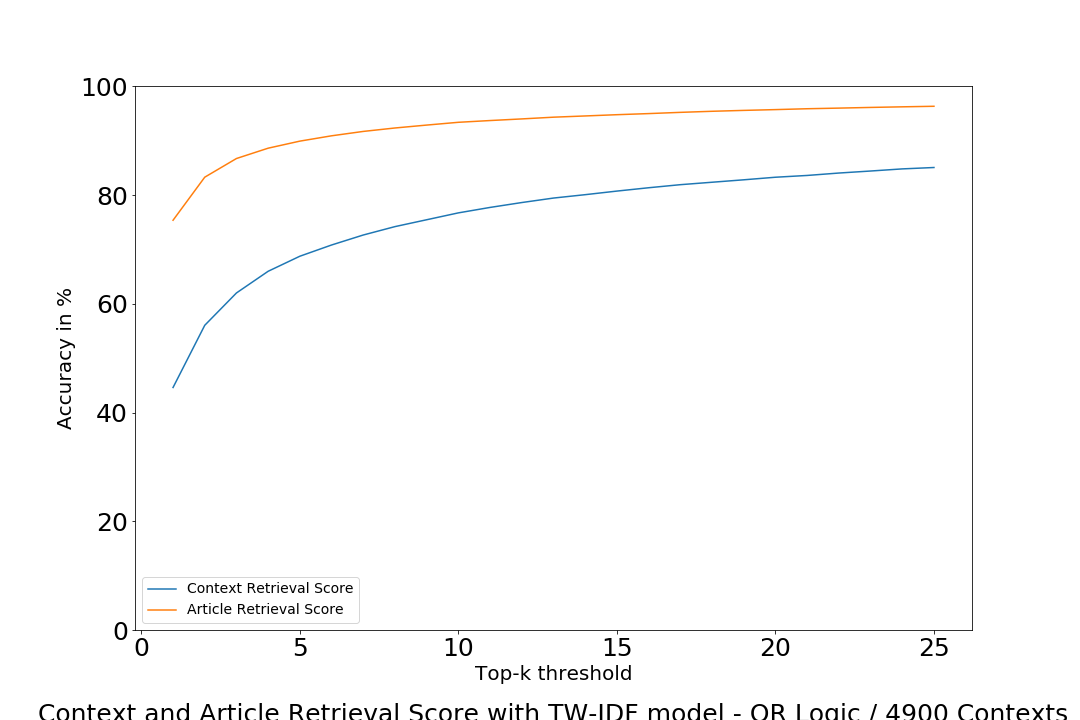 100
80
60
40
20
0
Accuracy in %
Context Retrieval Score
Article Retrieval Score
0 5 10 15 20 25
Top-k threshold
Context and Article Retrieval Score with TW-IDF model - OR Logic / 4900 Contexts